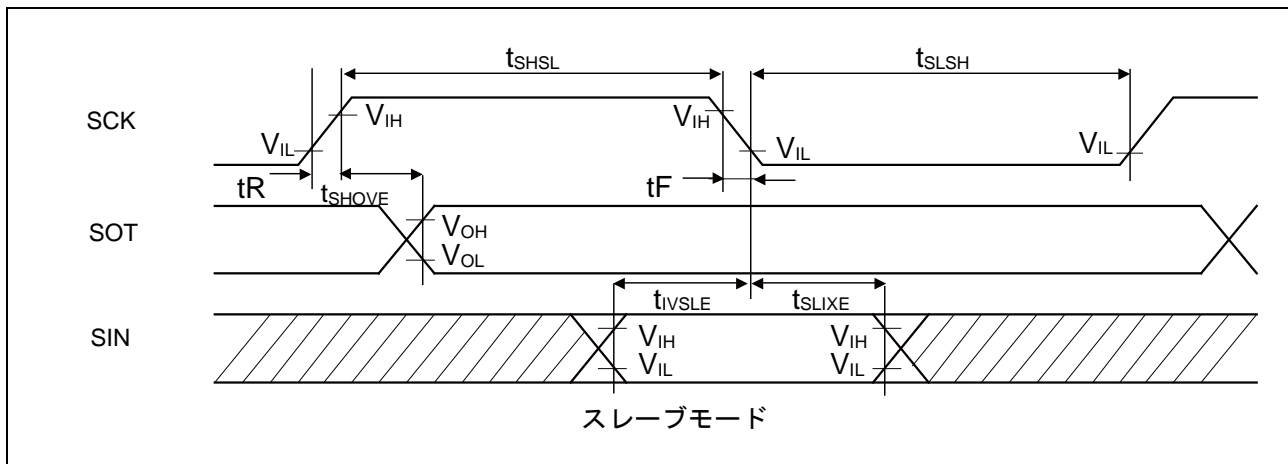 tSHSL
tSLSH
SCK
VIH
VIH
VIL
VIL
VIL
tR
tSHOVE
tF
SOT
VOH
VOL
tIVSLE
tSLIXE
SIN
VIH
VIH
VIL
VIL
スレーブモード